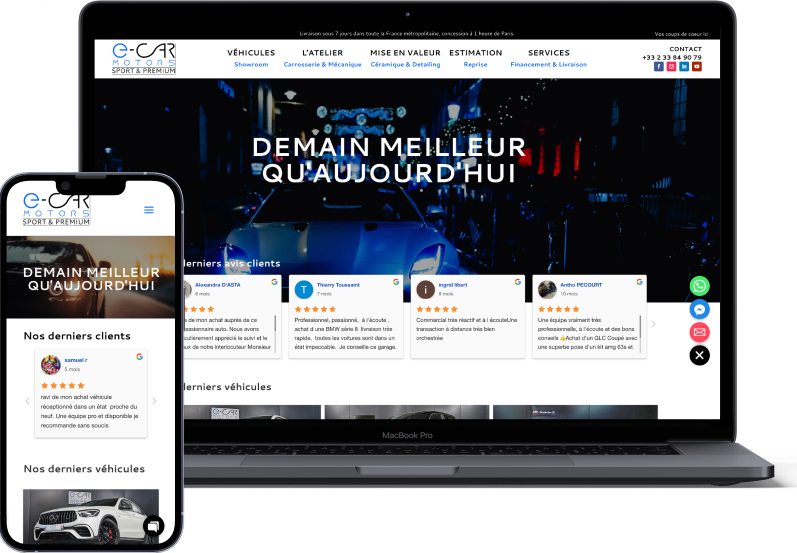 Livraison sous 7 jours dans toute la France métropolitaine, concession à 1 heure de Paris.
Vos coups de coeur ici
e-CAR
MOTORS
SPORT & PREMIUM
VÉHICULES
Showroom
L'ATELIER
Carrosserie & Mécanique
MISE EN VALEUR
Céramique & Detailing
ESTIMATION
Reprise
SERVICES
Financement & Livraison
CONTACT
+33 2 33 84 90 79
DEMAIN MEILLEUR
QU'AUJOURD'HUI
derniers avis clients
Alexandra D'ASTA
6 mois
de mon achat auprès de ce
essionnaire auto. Nous avons
culièrement apprécié le suivi et le
ux de notre interlocuteur Monsieur
T
Thierry Toussaint
7 mois
Professionnel, passionné, à l'écoute ,
achat d une BMW série 6 livraison très
rapide, toutes les voitures sont dans un
état impeccable. Je conseille ce garage.
i
ingrid libert
8 mois
Commercial très réactif et à l écouteUne
transaction à distance très bien
orchestrée
Antho PECOURT
10 mois
Une équipe vraiment très
professionnelle, à l'écoute et des bons
conseils 👍Achat d'un GLC Coupé avec
une superbe pose d'un kit amg 63s et
derniers véhicules
MacBook Pro
e-CAR
MOTORS
SPORT & PREMIUM
DEMAIN MEILLEUR
QU'AUJOURD'HUI
Nos derniers clients
samuel r
5 mois
ravi de mon achat véhicule
réceptionné dans un état proche du
neuf. Une équipe pro et disponible je
recommande sans soucis
Nos derniers véhicules